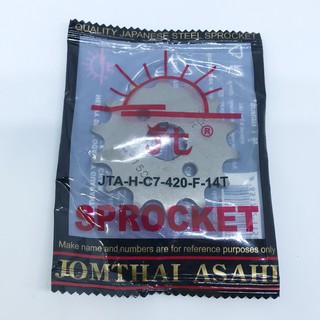 QUALITY JAPANESE STEEL SPROCKET
Jt ®
JTA-H-C7-420-F-14T
SPROCKET
Make name and numbers are for reference purposes only
JOMTHAI ASAHI